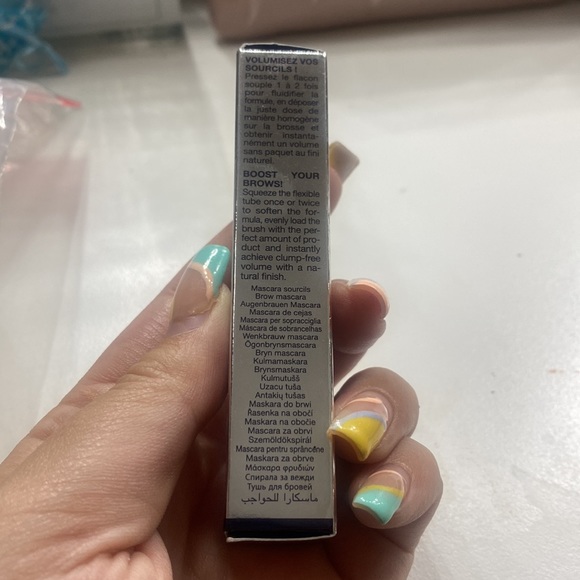 VOLUMISEZ VOS
SOURCILS !
Pressez le flacon
souple 1 à 2 fois
pour fluidifier la
formule, en déposer
la juste dose de
manière homogène
sur la brosse et
obtenir instanta-
nément un volume
sans paquet au fini
naturel.
BOOST YOUR
BROWS!
Squeeze the flexible
tube once or twice
to soften the for-
mula, evenly load the
brush with the per-
fect amount of pro-
duct and instantly
achieve clump-free
volume with a na-
tural finish.
Mascara sourcils
Brow mascara
Augenbrauen Mascara
Mascara de cejas
Mascara per sopracciglia
Máscara de sobrancelhas
Wenkbrauw mascara
Ögonbrynsmascara
Bryn mascara
Kulmamaskara
Brynsmaskara
Kulmutušš
Uzacu tuša
Antakių tušas
Maskara do brwi
Řasenka na obočí
Maskara na obočie
Mascara za obrvi
Szemöldökspirál
Mascara pentru sprâncene
Maskara za obrve
Μάσκαρα φρυδιών
Спирала за вежди
Тушь для бровей
ماسكارا للحواجب